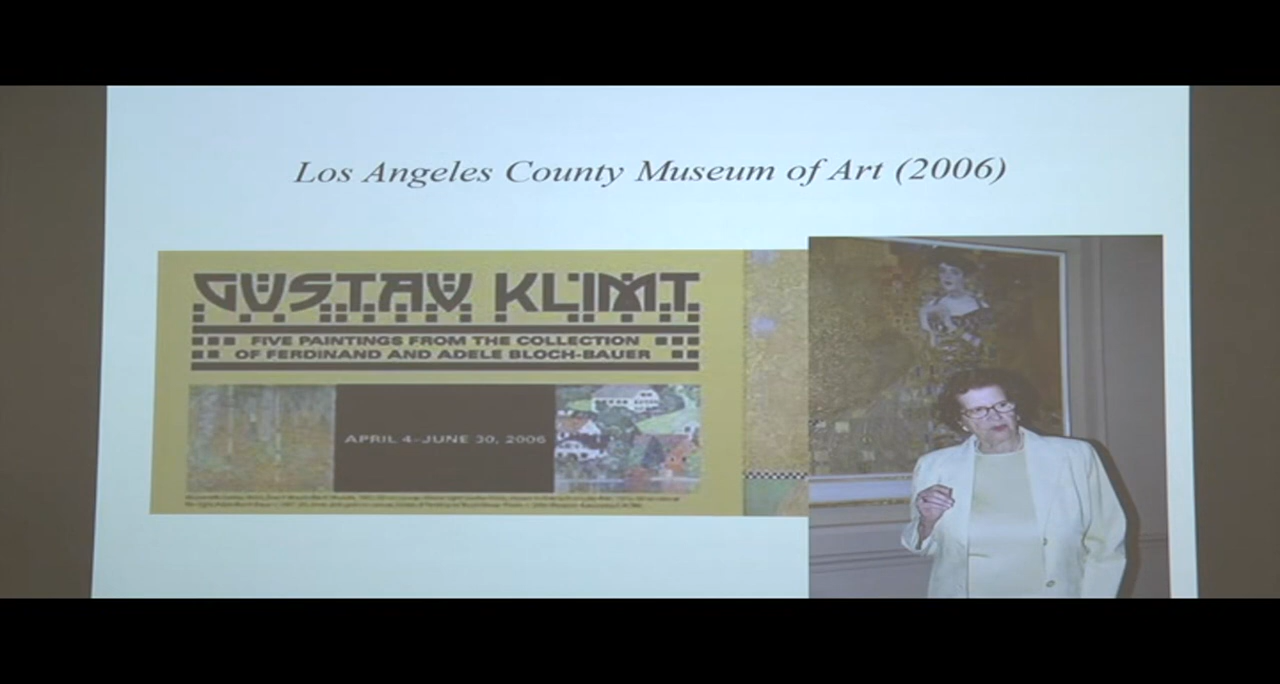 Los Angeles County Museum of Art (2006)
GUSTAV KLIMT
FIVE PAINTINGS FROM THE COLLECTION
OF FERDINAND AND ADELE BLOCH-BAUER
APRIL 4–JUNE 30, 2006